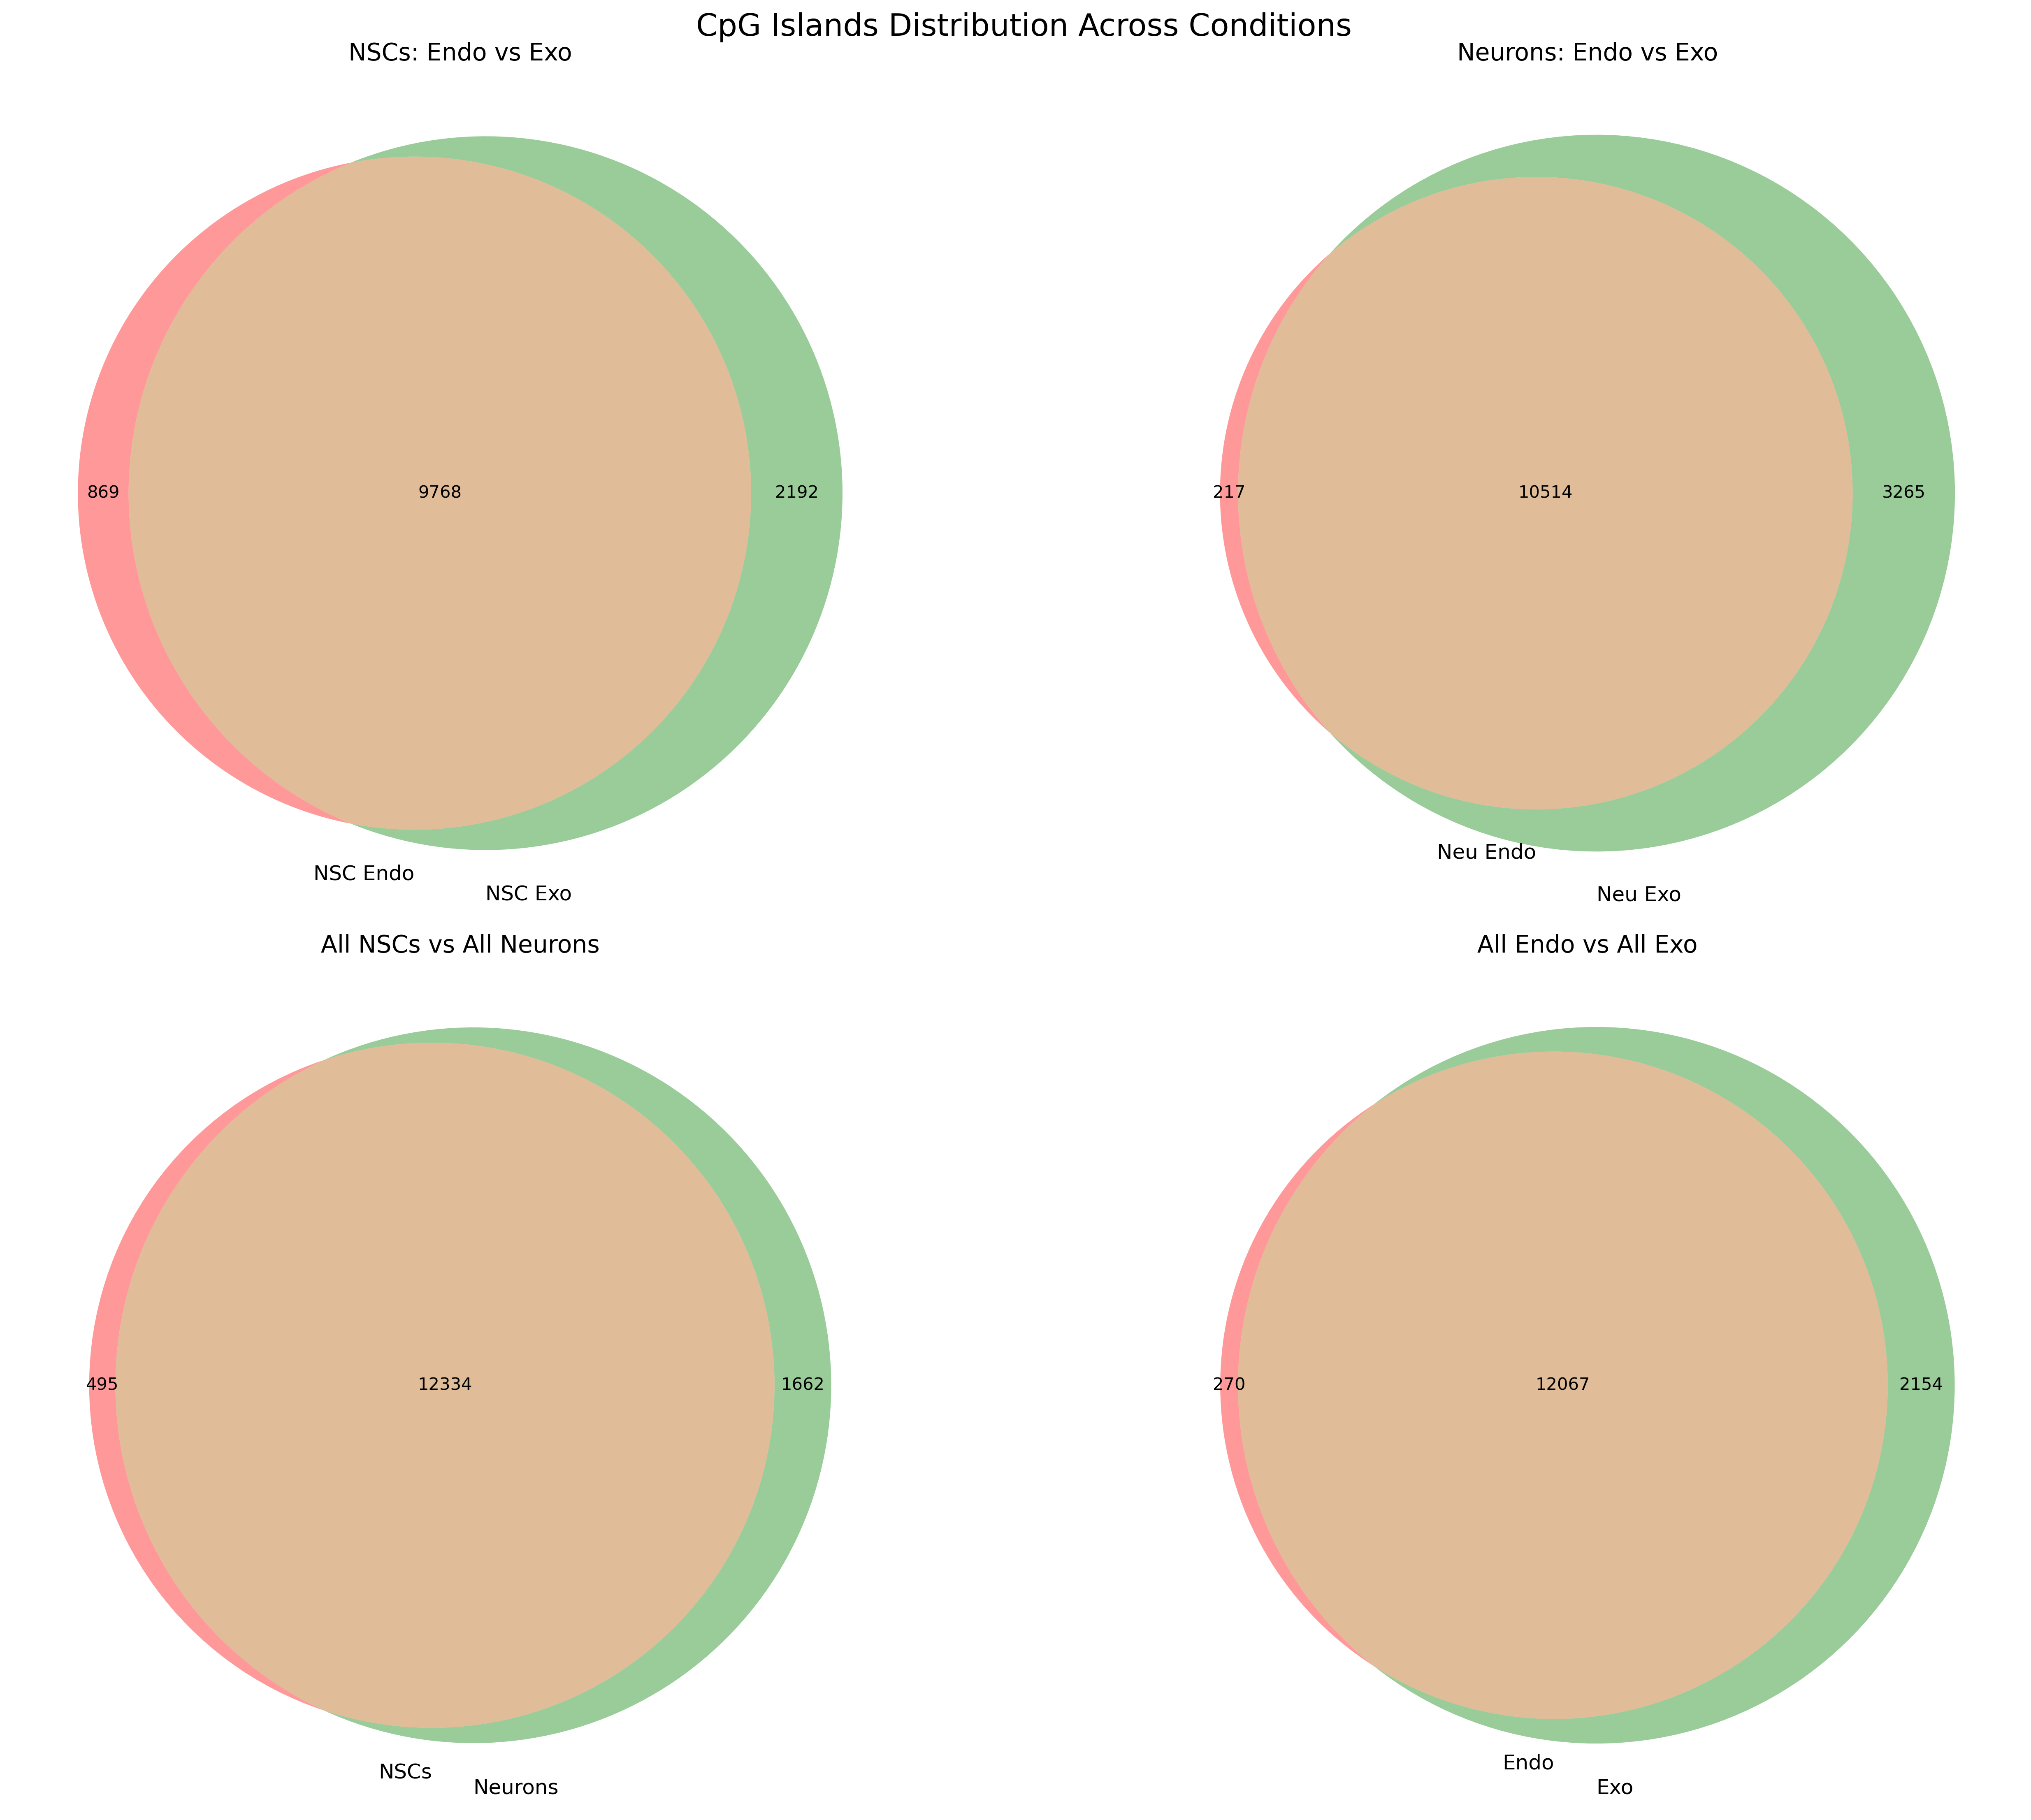 CpG Islands Distribution Across Conditions
NSCs: Endo vs Exo
869
9768
2192
NSC Endo
NSC Exo
Neurons: Endo vs Exo
217
10514
3265
Neu Endo
Neu Exo
All NSCs vs All Neurons
495
12334
1662
NSCs
Neurons
All Endo vs All Exo
270
12067
2154
Endo
Exo